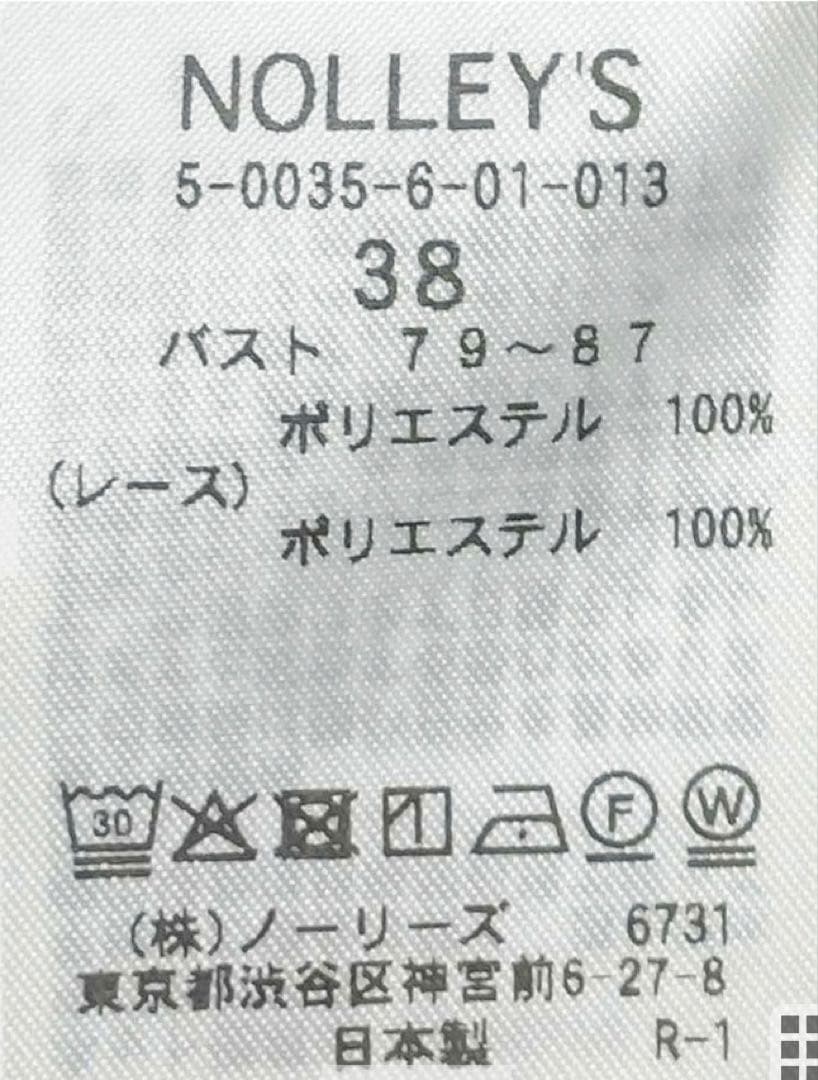 NOLLEY'S
5-0035-6-01-013
38
バスト 79〜87
ポリエステル 100%
(レース)
ポリエステル 100%
30 F W
(株)ノーリーズ 6731
東京都渋谷区神宮前6-27-8
日本製 R-1